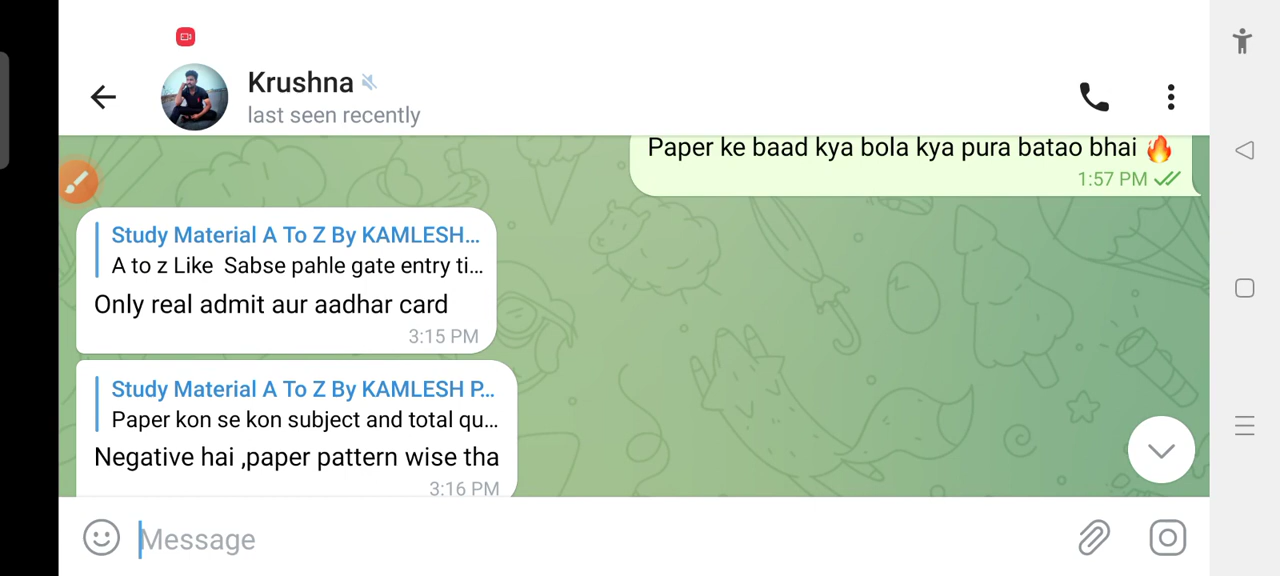 Krushna
last seen recently
Paper ke baad kya bola kya pura batao bhai 🔥
1:57 PM
Study Material A To Z By KAMLESH...
A to z Like Sabse pahle gate entry ti...
Only real admit aur aadhar card
3:15 PM
Study Material A To Z By KAMLESH P...
Paper kon se kon subject and total qu...
Negative hai ,paper pattern wise tha
3:16 PM
Message